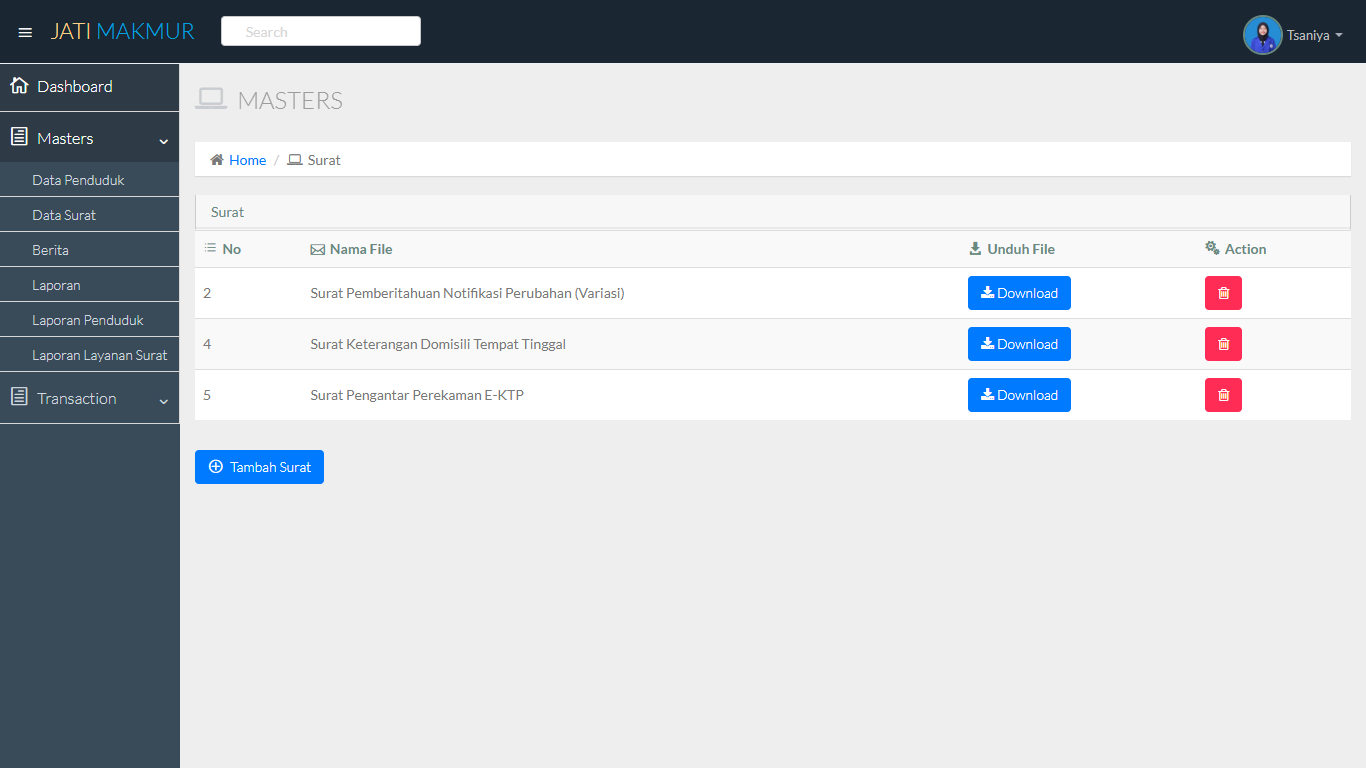 JATI MAKMUR
Search
Tsaniya
Dashboard
Masters
Data Penduduk
Data Surat
Berita
Laporan
Laporan Penduduk
Laporan Layanan Surat
Transaction
MASTERS
Home / Surat
Surat
No Nama File Unduh File Action
2 Surat Pemberitahuan Notifikasi Perubahan (Variasi) Download
4 Surat Keterangan Domisili Tempat Tinggal Download
5 Surat Pengantar Perekaman E-KTP Download
Tambah Surat